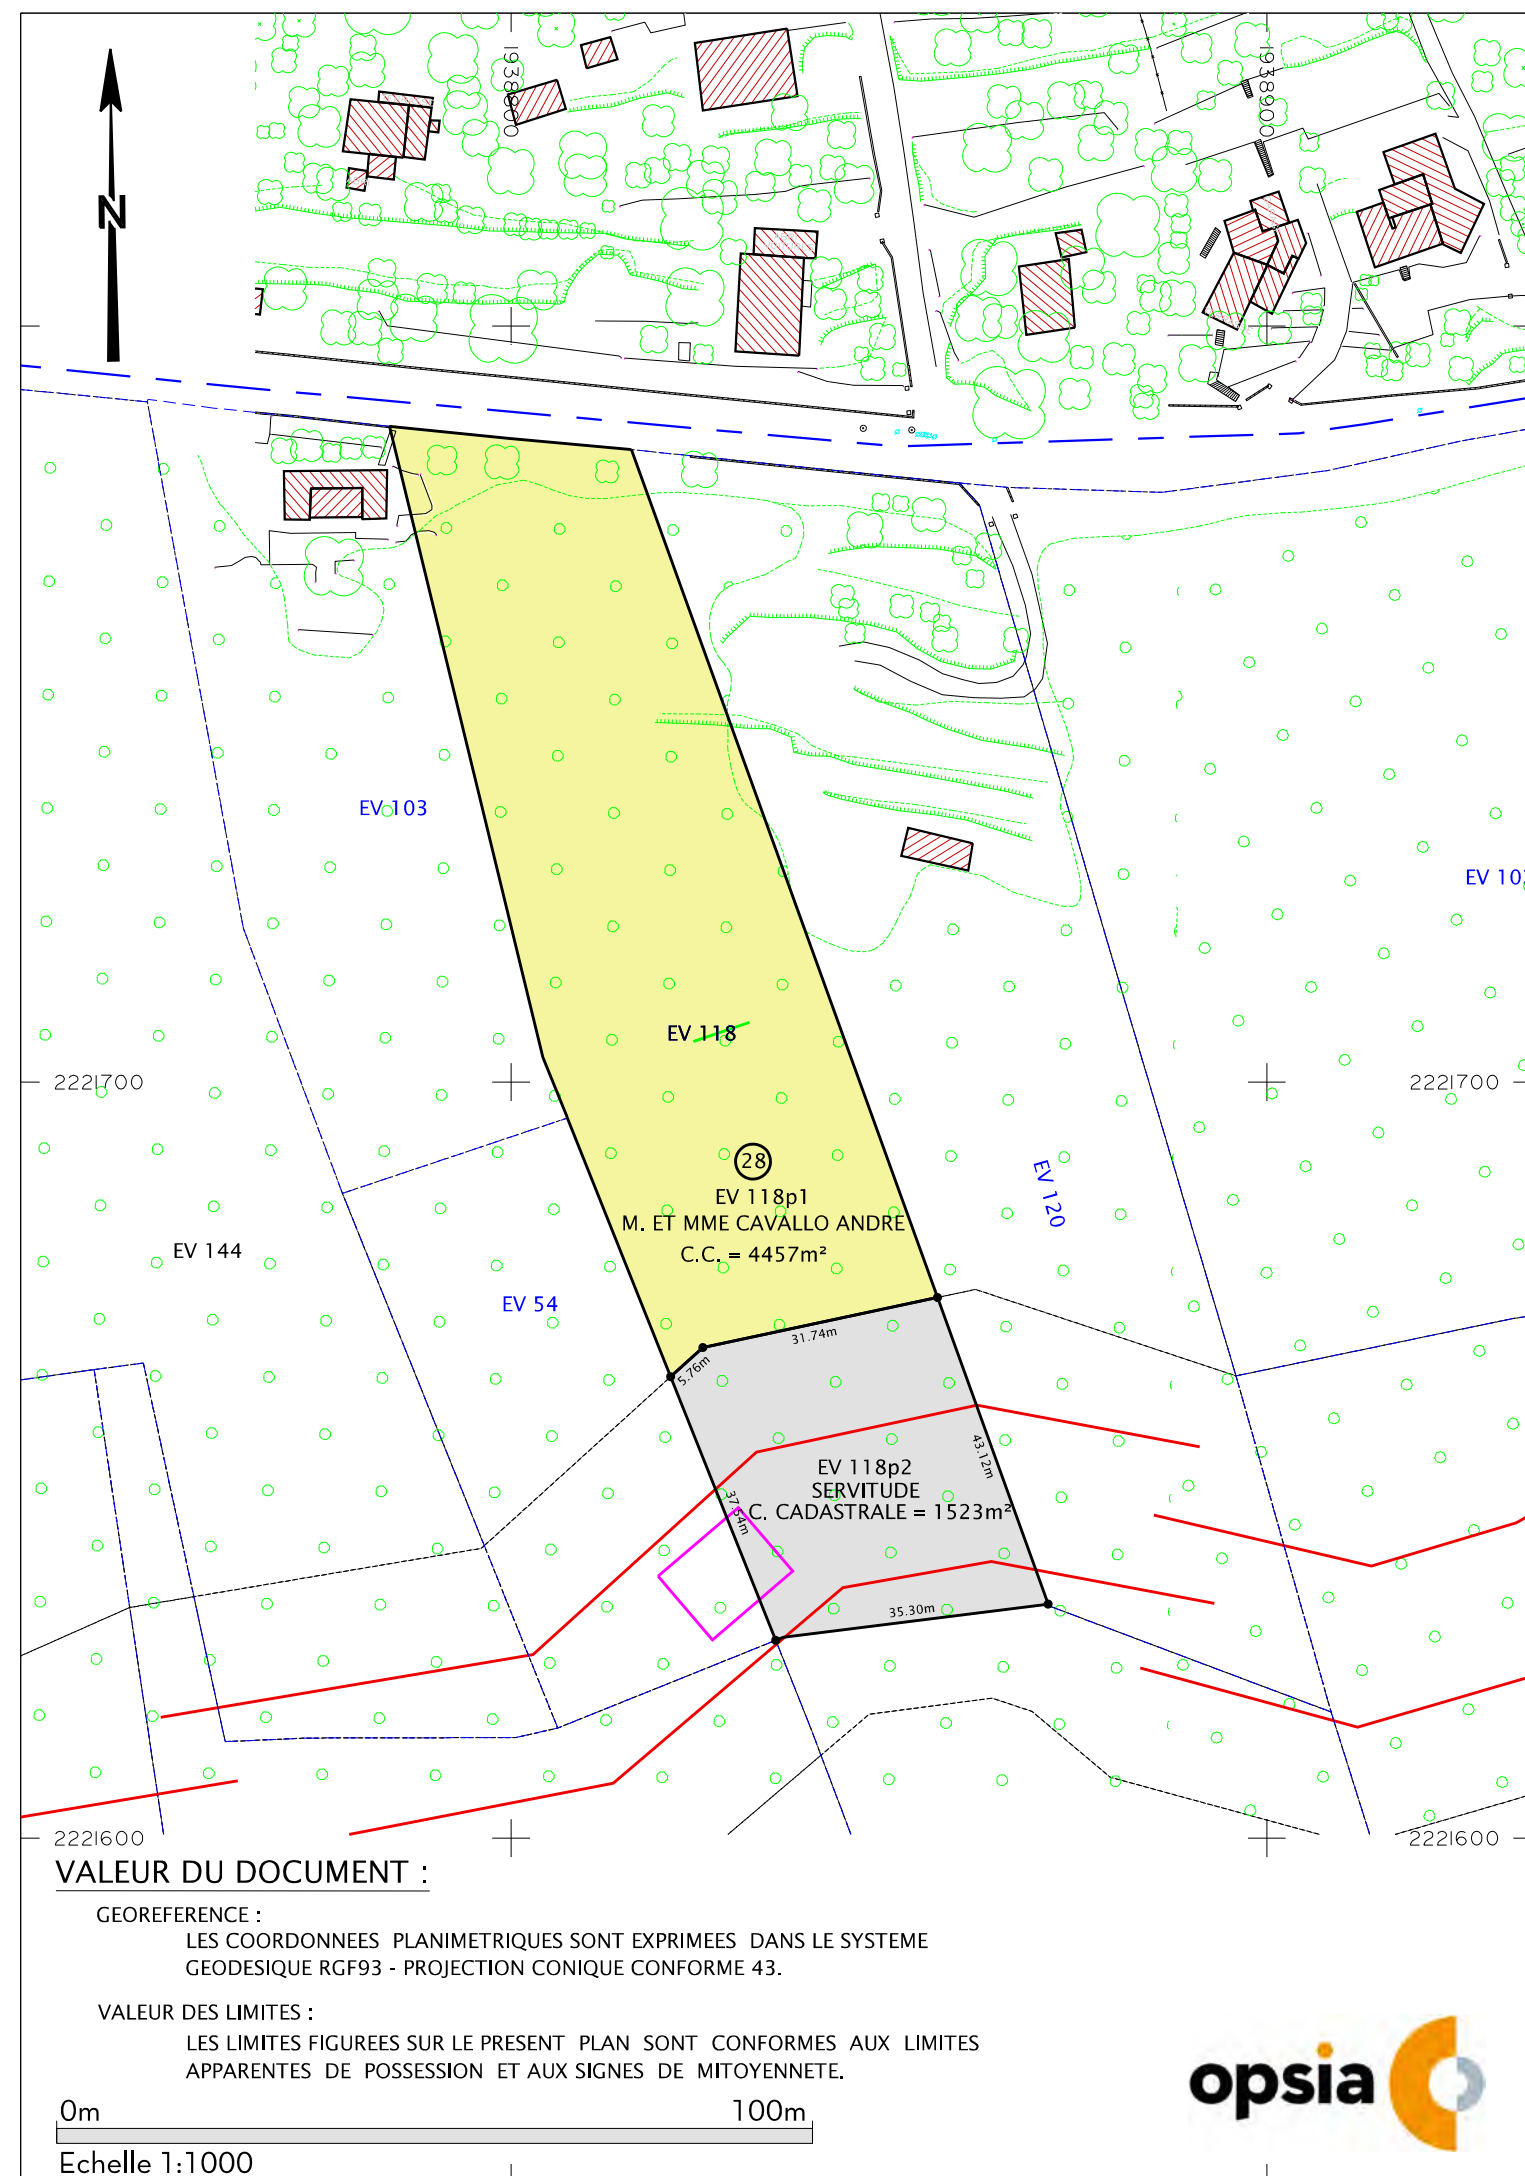 1938800
1938900
N
EV 103
EV 103
EV 118
2221700
2221700
28
EV 118p1
M. ET MME CAVALLO ANDRE
C.C. = 4457m²
EV 120
EV 144
EV 54
31.74m
5.76m
43.12m
EV 118p2
SERVITUDE
C. CADASTRALE = 1523m²
37.54m
35.30m
2221600
2221600
VALEUR DU DOCUMENT :
GEOREFERENCE :
LES COORDONNEES PLANIMETRIQUES SONT EXPRIMEES DANS LE SYSTEME
GEODESIQUE RGF93 - PROJECTION CONIQUE CONFORME 43.
VALEUR DES LIMITES :
LES LIMITES FIGUREES SUR LE PRESENT PLAN SONT CONFORMES AUX LIMITES
APPARENTES DE POSSESSION ET AUX SIGNES DE MITOYENNETE.
0m 100m
Echelle 1:1000
opsia